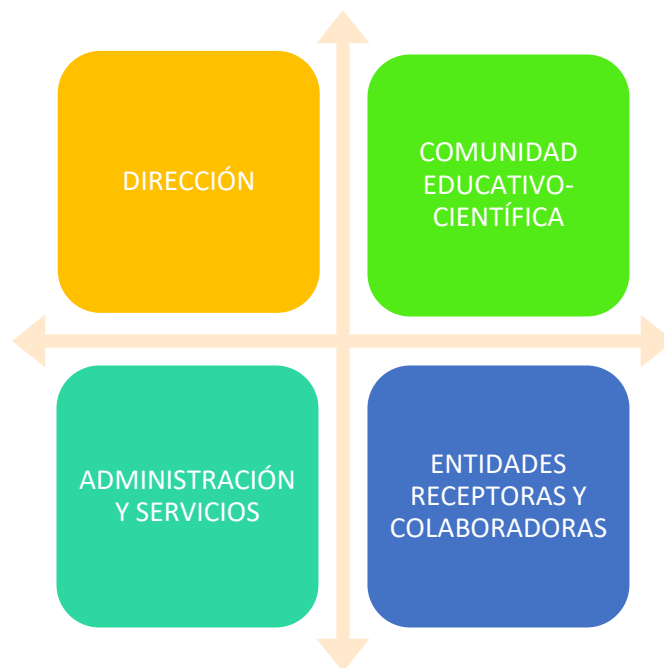 DIRECCIÓN
COMUNIDAD
EDUCATIVO-
CIENTÍFICA
ADMINISTRACIÓN
Y SERVICIOS
ENTIDADES
RECEPTORAS Y
COLABORADORAS